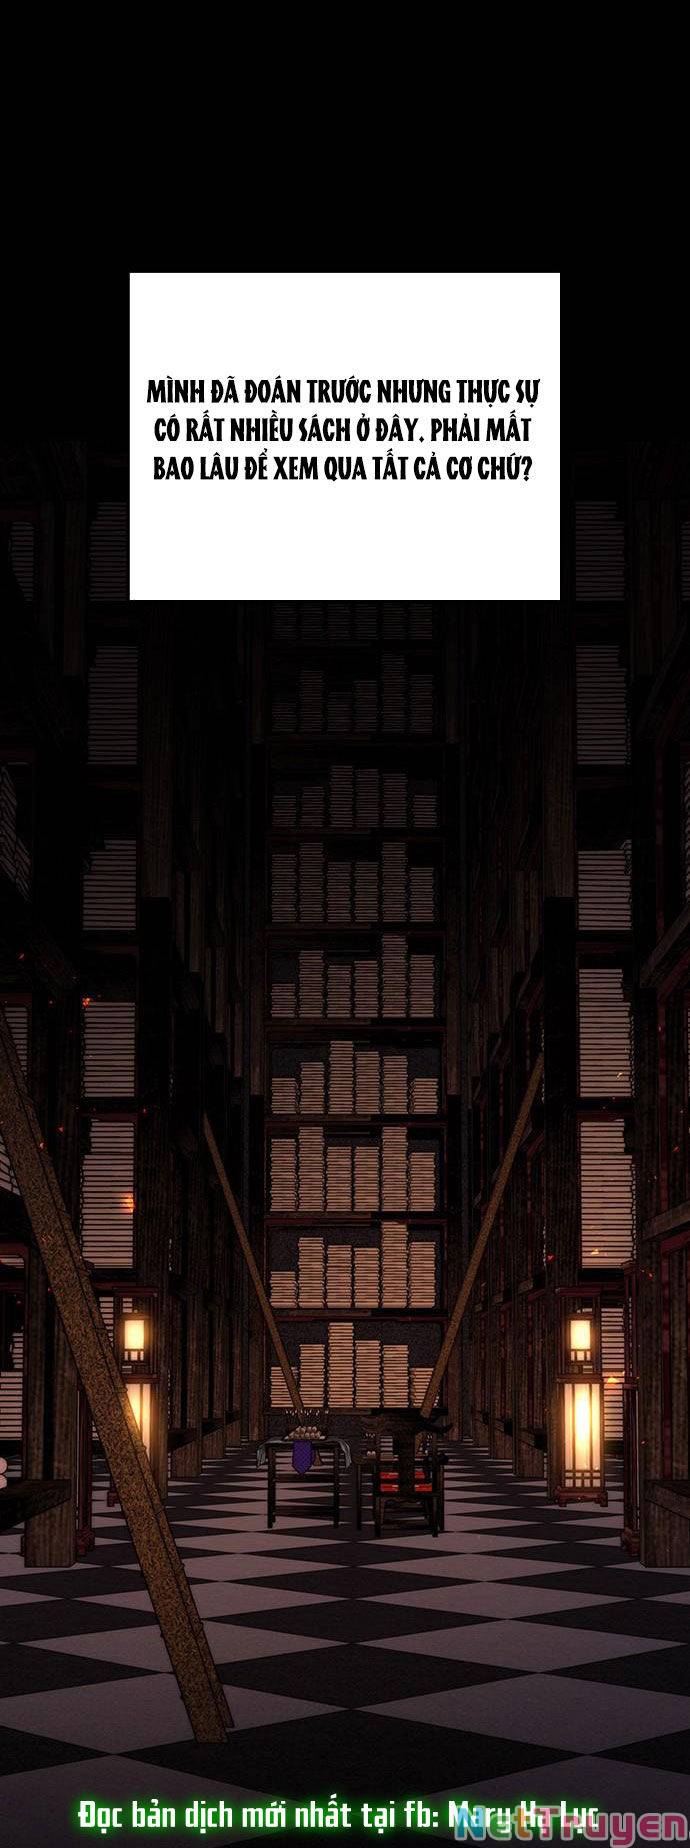 MÌNH ĐÃ ĐOÁN TRƯỚC NHƯNG THỰC SỰ
CÓ RẤT NHIỀU SÁCH Ở ĐÂY. PHẢI MẤT
BAO LÂU ĐỂ XEM QUA TẤT CẢ CƠ CHỨ?
Đọc bản dịch mới nhất tại fb: Mary Ha Lục
NetTruyen